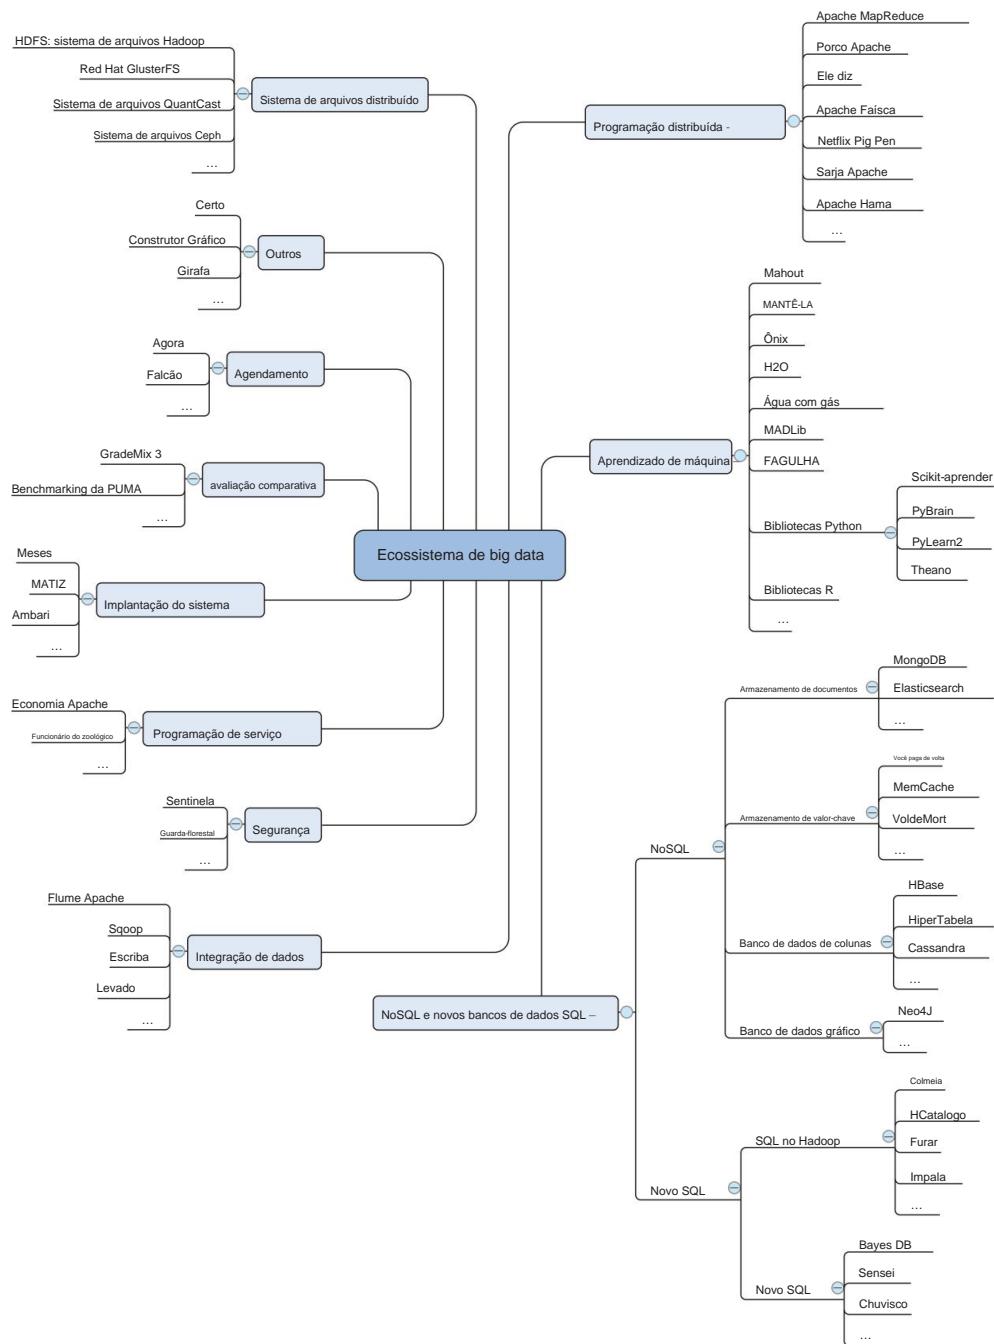 Ecossistema de big data
Sistema de arquivos distribuído
HDFS: sistema de arquivos Hadoop
Red Hat GlusterFS
Sistema de arquivos QuantCast
Sistema de arquivos Ceph
...
Outros
Certo
Construtor Gráfico
Girafa
...
Agendamento
Agora
Falcão
...
avaliação comparativa
GradeMix 3
Benchmarking da PUMA
...
Implantação do sistema
Meses
MATIZ
Ambari
...
Programação de serviço
Economia Apache
Funcionário do zoológico
...
Segurança
Sentinela
Guarda-florestal
...
Integração de dados
Flume Apache
Sqoop
Escriba
Levado
...
Programação distribuída -
Apache MapReduce
Porco Apache
Ele diz
Apache Faísca
Netflix Pig Pen
Sarja Apache
Apache Hama
...
Aprendizado de máquina –
Mahout
MANTÊ-LA
Ônix
H2O
Água com gás
MADLib
FAGULHA
Bibliotecas Python
Scikit-aprender
PyBrain
PyLearn2
Theano
Bibliotecas R
...
NoSQL e novos bancos de dados SQL –
NoSQL
Armazenamento de documentos
MongoDB
Elasticsearch
...
Armazenamento de valor-chave
Você paga de volta
MemCache
VoldeMort
...
Banco de dados de colunas
HBase
HiperTabela
Cassandra
...
Banco de dados gráfico
Neo4J
...
Novo SQL
SQL no Hadoop
Colmeia
HCatalogo
Furar
Impala
...
Novo SQL
Bayes DB
Sensei
Chuvisco
...